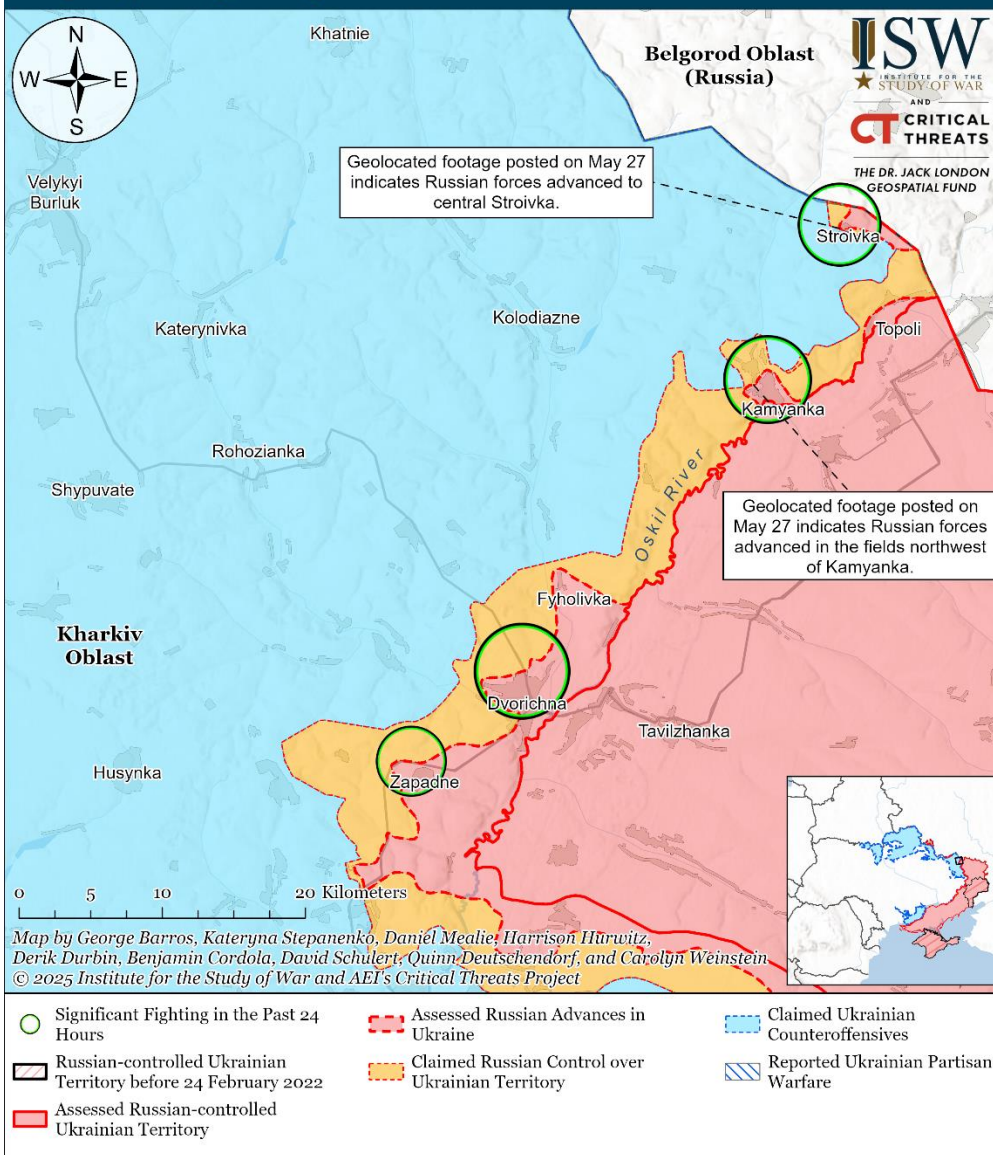 N
W E
S
Khatnie
Belgorod Oblast
(Russia)
ISW
INSTITUTE FOR THE
STUDY OF WAR
AND
CT CRITICAL
THREATS
THE DR. JACK LONDON
GEOSPATIAL FUND
Geolocated footage posted on May 27
indicates Russian forces advanced to
central Stroivka.
Velykyi
Burluk
Stroivka
Katerynivka
Kolodiazne
Topoli
Kamyanka
Rohozianka
Shypuvate
Oskil River
Geolocated footage posted on
May 27 indicates Russian forces
advanced in the fields northwest
of Kamyanka.
Fyholivka
Kharkiv
Oblast
Dvorichna
Tavilzhanka
Husynka
Zapadne
0 5 10 20 Kilometers
Map by George Barros, Kateryna Stepanenko, Daniel Mealie, Harrison Hurwitz,
Derik Durbin, Benjamin Cordola, David Schulert, Quinn Deutschendorf, and Carolyn Weinstein
© 2025 Institute for the Study of War and AEI's Critical Threats Project
Significant Fighting in the Past 24
Hours
Russian-controlled Ukrainian
Territory before 24 February 2022
Assessed Russian-controlled
Ukrainian Territory
Assessed Russian Advances in
Ukraine
Claimed Russian Control over
Ukrainian Territory
Claimed Ukrainian
Counteroffensives
Reported Ukrainian Partisan
Warfare